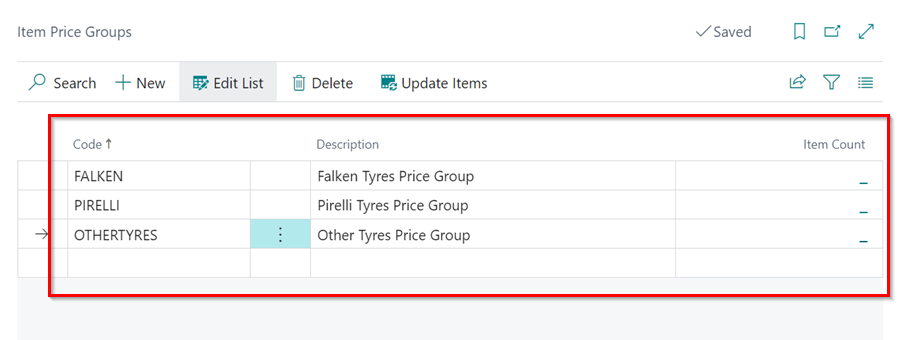 Item Price Groups Saved
Search New Edit List Delete Update Items
Code ↑ Description Item Count
FALKEN Falken Tyres Price Group _
PIRELLI Pirelli Tyres Price Group _
OTHERTYRES Other Tyres Price Group _